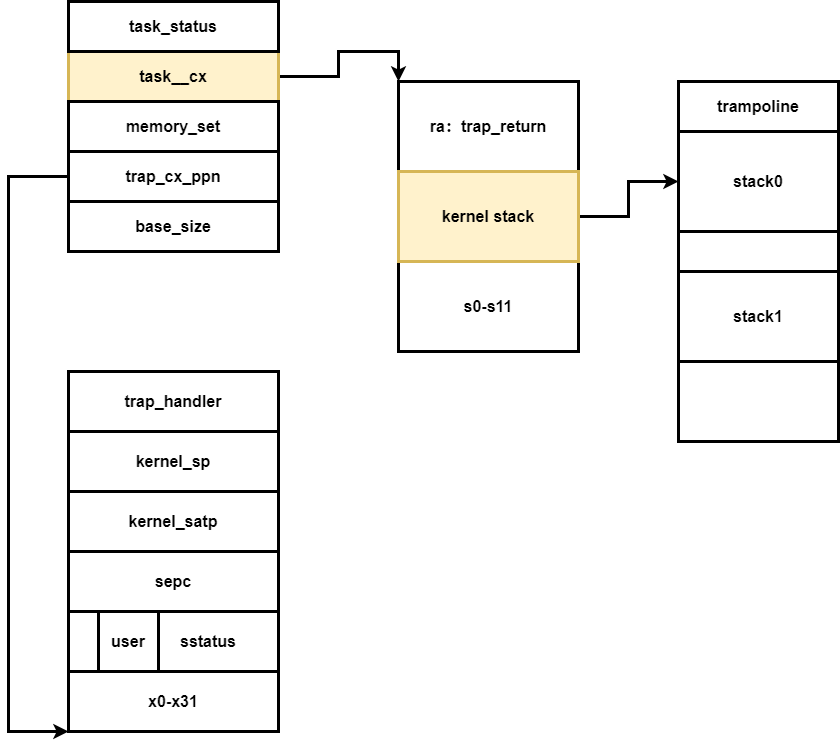 task_status
task__cx
memory_set
trap_cx_ppn
base_size
ra: trap_return
kernel stack
s0-s11
trampoline
stack0
stack1
trap_handler
kernel_sp
kernel_satp
sepc
user sstatus
x0-x31